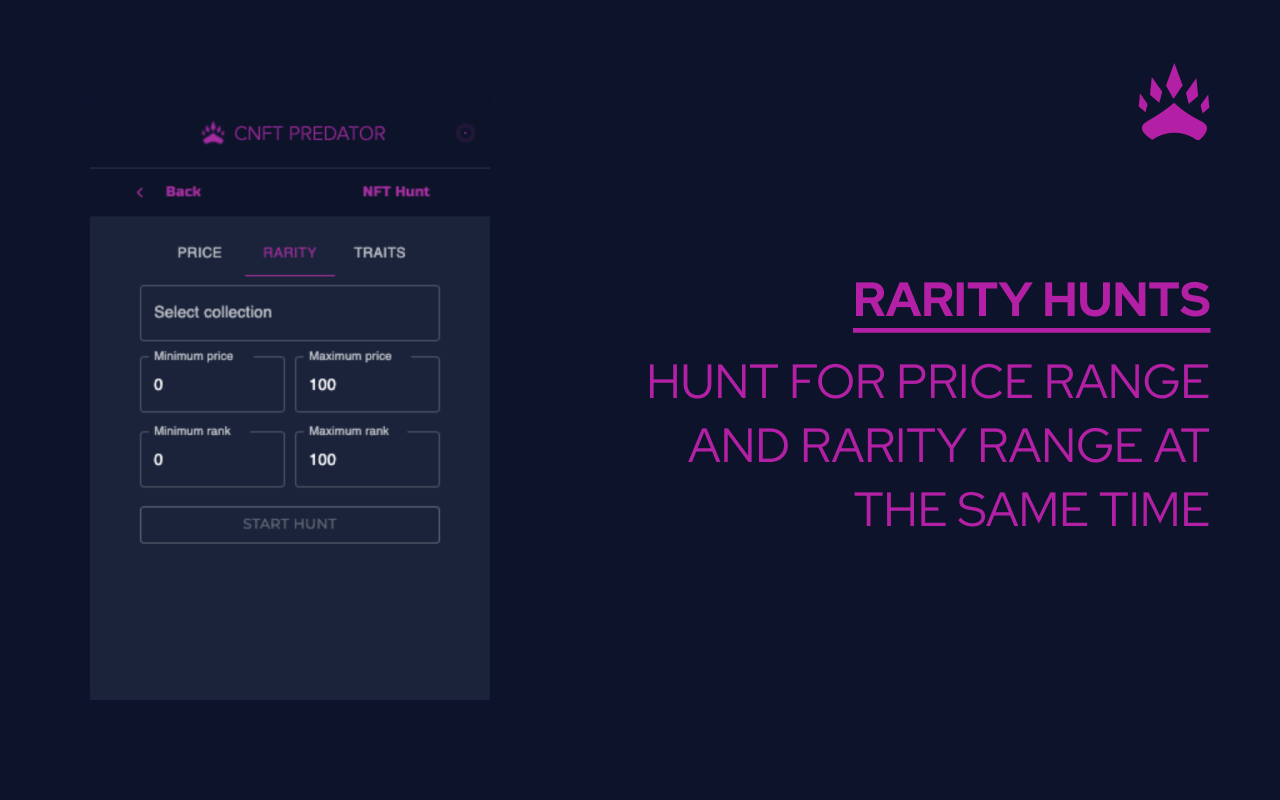 CNFT PREDATOR
Back
NFT Hunt
PRICE RARITY TRAITS
Select collection
Minimum price
0
Maximum price
100
Minimum rank
0
Maximum rank
100
START HUNT
RARITY HUNTS
HUNT FOR PRICE RANGE
AND RARITY RANGE AT
THE SAME TIME